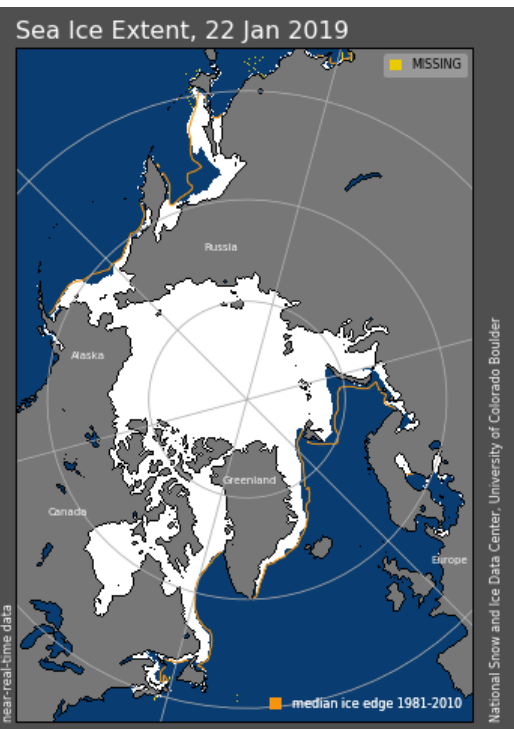 Sea Ice Extent, 22 Jan 2019
MISSING
Russia
Alaska
Greenland
Canada
Europe
median ice edge 1981-2010
near-real-time data
National Snow and Ice Data Center, University of Colorado Boulder